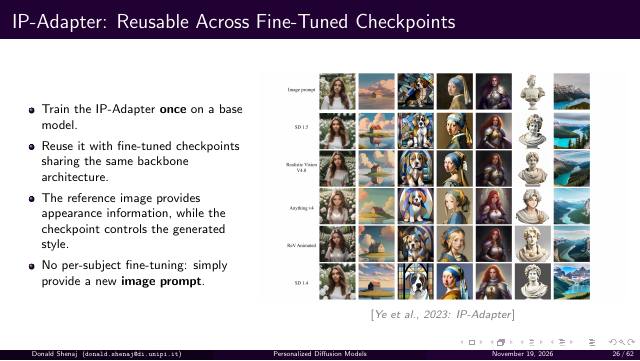 IP-Adapter: Reusable Across Fine-Tuned Checkpoints
Train the IP-Adapter once on a base
model.
Reuse it with fine-tuned checkpoints
sharing the same backbone
architecture.
The reference image provides
appearance information, while the
checkpoint controls the generated
style.
No per-subject fine-tuning: simply
provide a new image prompt.
Image prompt
SD 1.5
Realistic Vision
V4.0
Anything v4
ReV Animated
SD 1.4
[Ye et al., 2023: IP-Adapter]
Donald Shenaj (donald.shenaj@di.unipi.it)
Personalized Diffusion Models
November 19, 2026
26 / 62